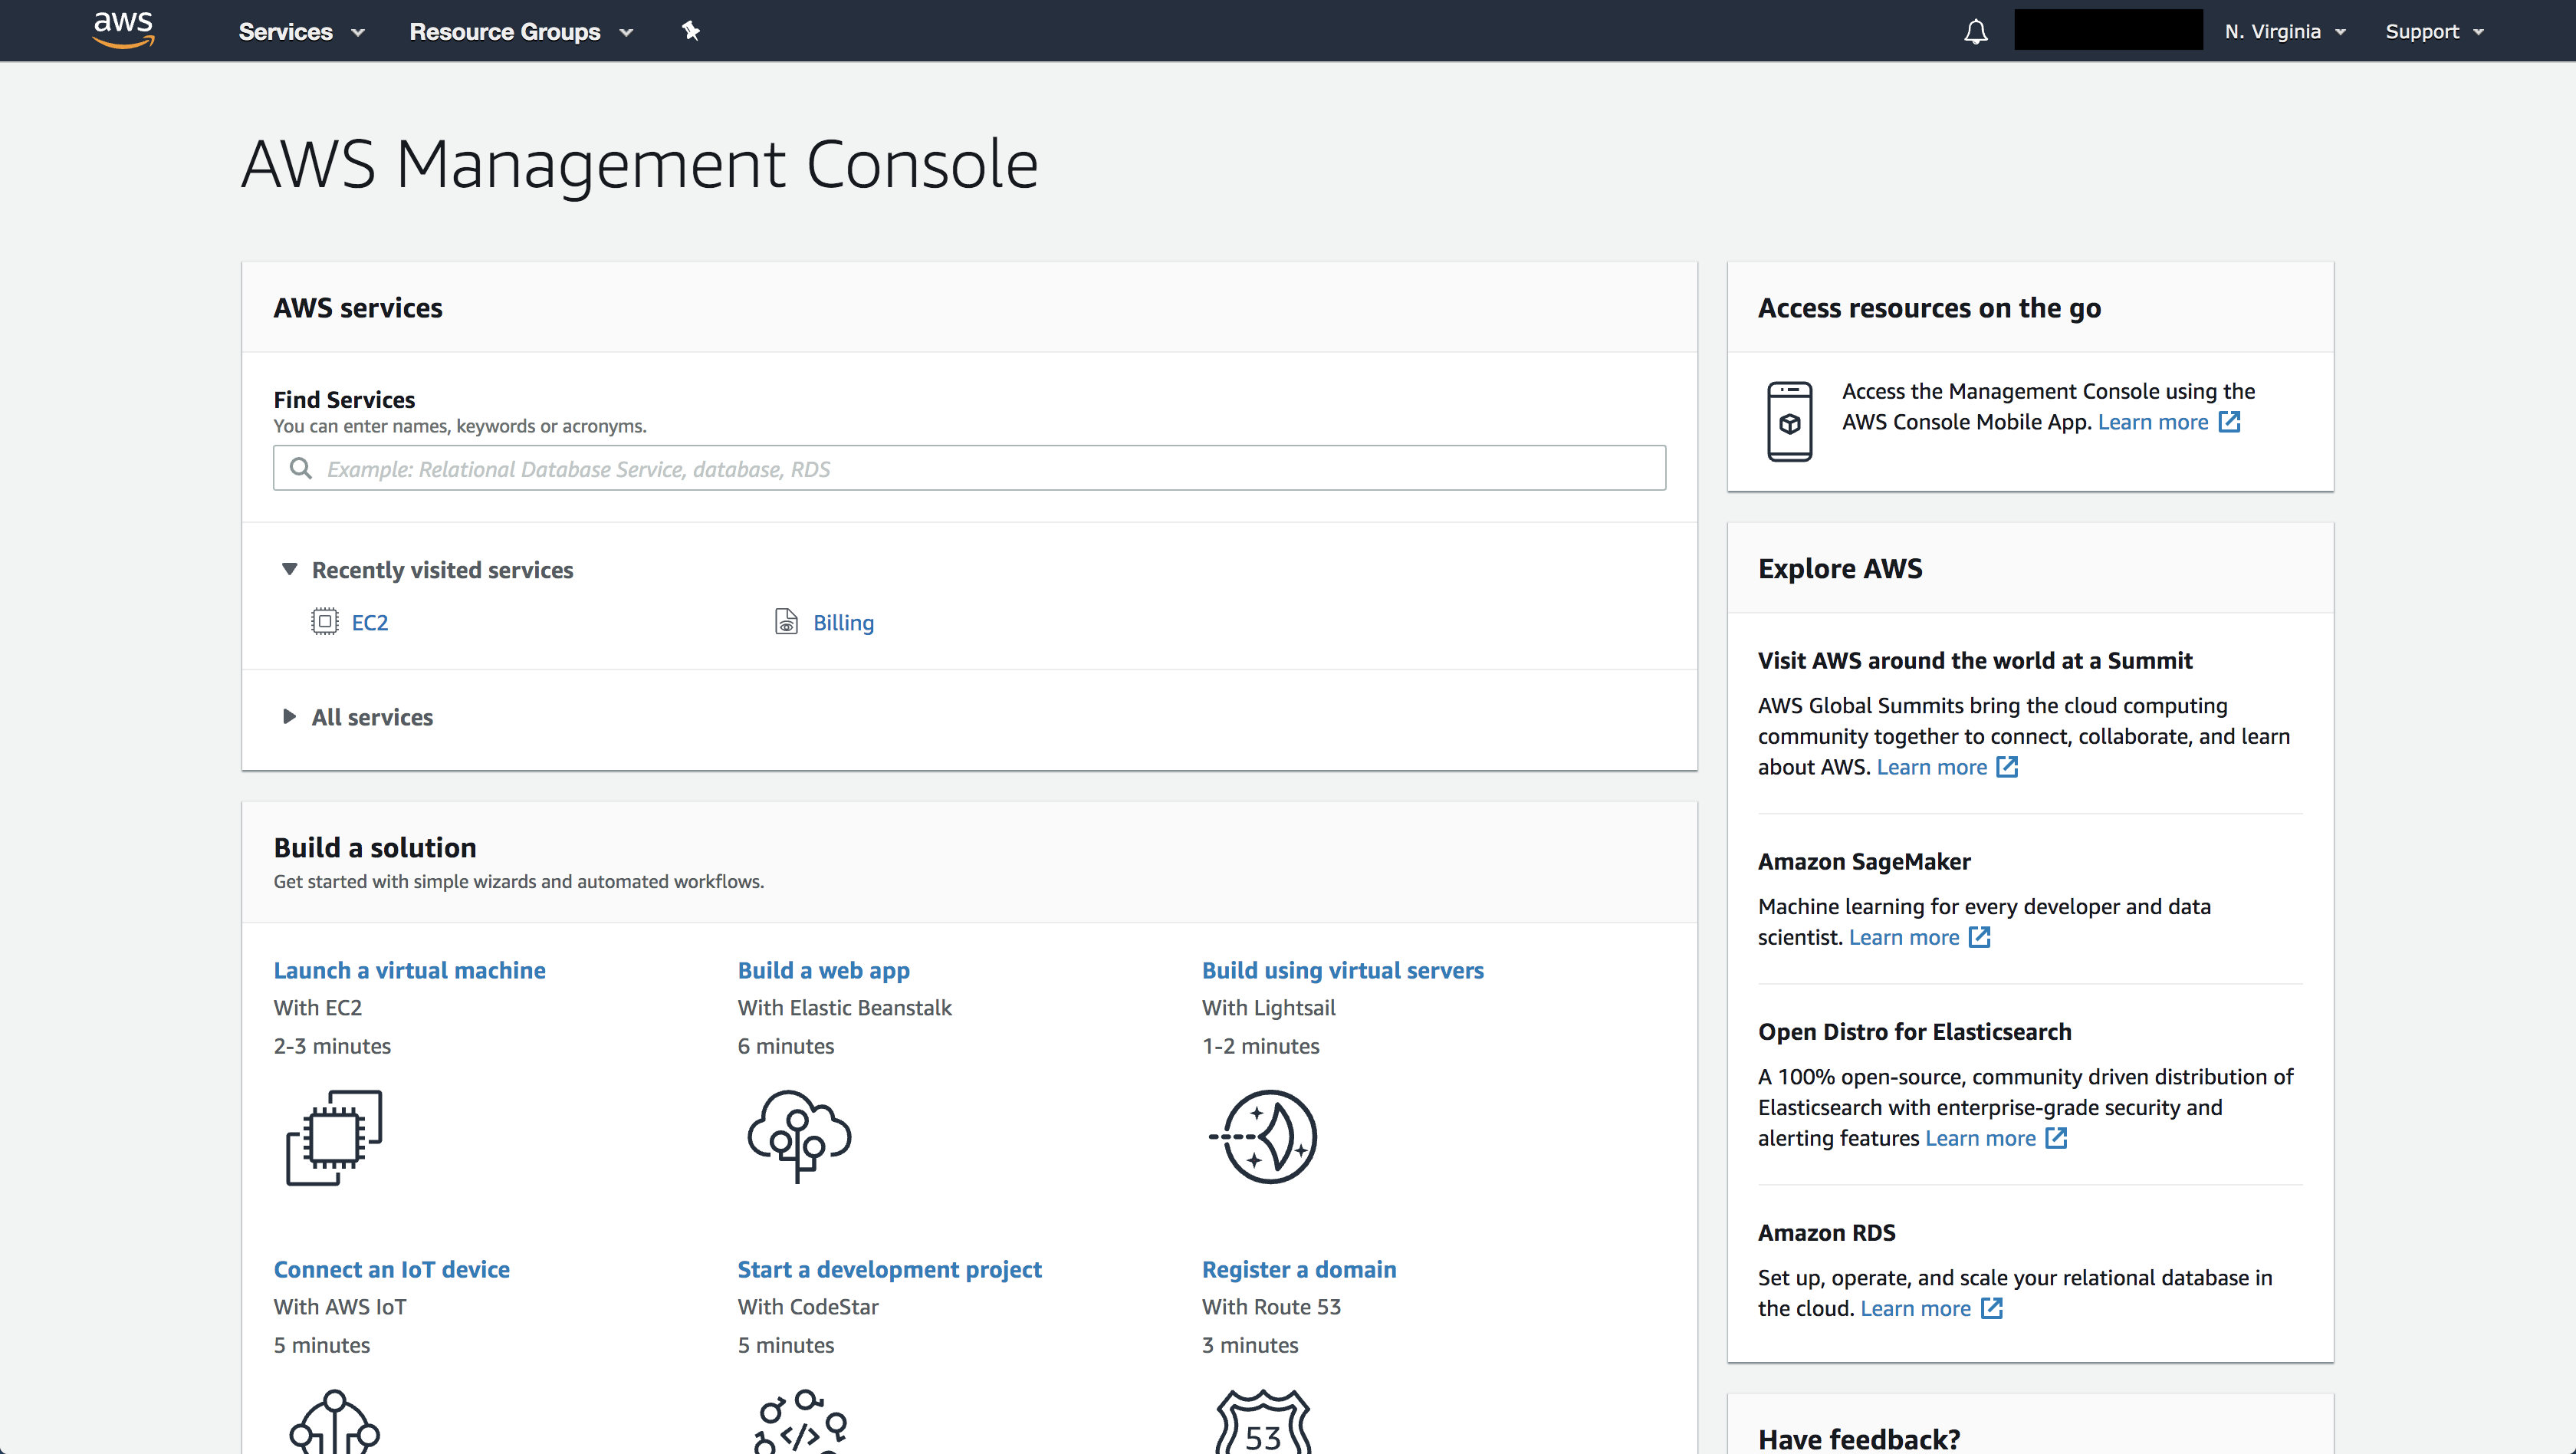 aws
Services
Resource Groups
N. Virginia
Support
AWS Management Console
AWS services
Find Services
You can enter names, keywords or acronyms.
Example: Relational Database Service, database, RDS
Recently visited services
EC2
Billing
All services
Build a solution
Get started with simple wizards and automated workflows.
Launch a virtual machine
With EC2
2-3 minutes
Build a web app
With Elastic Beanstalk
6 minutes
Build using virtual servers
With Lightsail
1-2 minutes
Connect an IoT device
With AWS IoT
5 minutes
Start a development project
With CodeStar
5 minutes
</>
Register a domain
With Route 53
3 minutes
53
Access resources on the go
Access the Management Console using the
AWS Console Mobile App. Learn more
Explore AWS
Visit AWS around the world at a Summit
AWS Global Summits bring the cloud computing
community together to connect, collaborate, and learn
about AWS. Learn more
Amazon SageMaker
Machine learning for every developer and data
scientist. Learn more
Open Distro for Elasticsearch
A 100% open-source, community driven distribution of
Elasticsearch with enterprise-grade security and
alerting features Learn more
Amazon RDS
Set up, operate, and scale your relational database in
the cloud. Learn more
Have feedback?